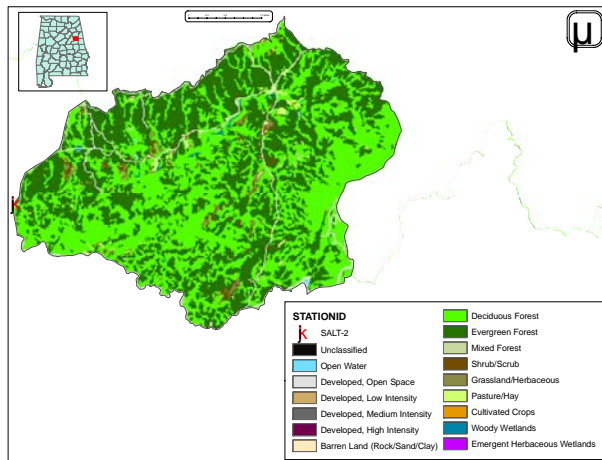 µ
jk
STATIONID
jk SALT-2
Unclassified
Open Water
Developed, Open Space
Developed, Low Intensity
Developed, Medium Intensity
Developed, High Intensity
Barren Land (Rock/Sand/Clay)
Deciduous Forest
Evergreen Forest
Mixed Forest
Shrub/Scrub
Grassland/Herbaceous
Pasture/Hay
Cultivated Crops
Woody Wetlands
Emergent Herbaceous Wetlands